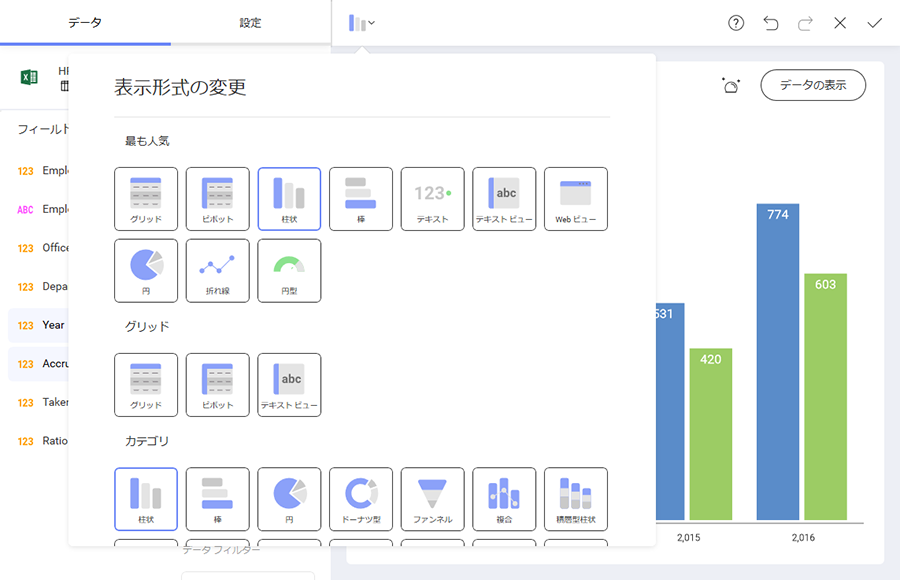 データ 設定
表示形式の変更
データの表示
フィールド
最も人気
123 Emplo
ABC Emplo
123 Office
123 Depa
123 Year
123 Accru
123 Taker
123 Ratio
グリッド ピボット 柱状 棒 123 テキスト abc テキスト ビュー Web ビュー
円 折れ線 円型
グリッド
グリッド ピボット abc テキスト ビュー
カテゴリ
柱状 棒 円 ドーナツ型 ファンネル 複合 積層型柱状
データ フィルター
774
603
531
420
2,015 2,016